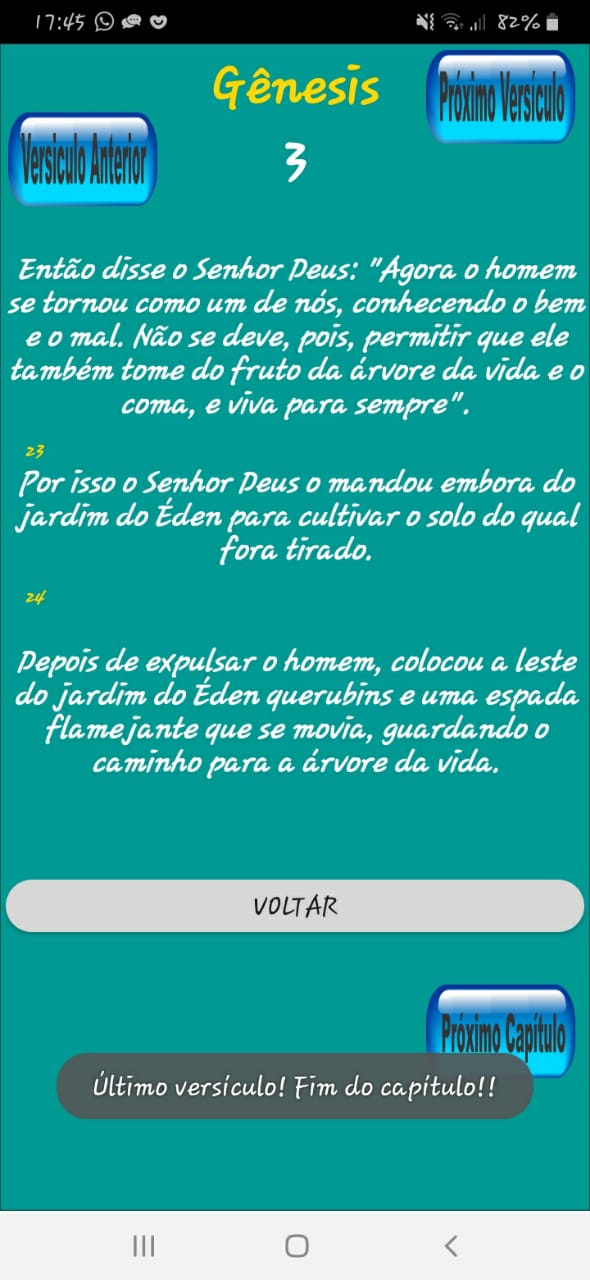 17:45
82%
Gênesis
Próximo Versículo
Versiculo Anterior
3
Então disse o Senhor Deus: "Agora o homem
se tornou como um de nós, conhecendo o bem
e o mal. Não se deve, pois, permitir que ele
também tome do fruto da árvore da vida e o
coma, e viva para sempre".
23
Por isso o Senhor Deus o mandou embora do
jardim do Éden para cultivar o solo do qual
fora tirado.
24
Depois de expulsar o homem, colocou a leste
do jardim do Éden querubins e uma espada
flamejante que se movia, guardando o
caminho para a árvore da vida.
VOLTAR
Próximo Capítulo
Último versículo! Fim do capítulo!!